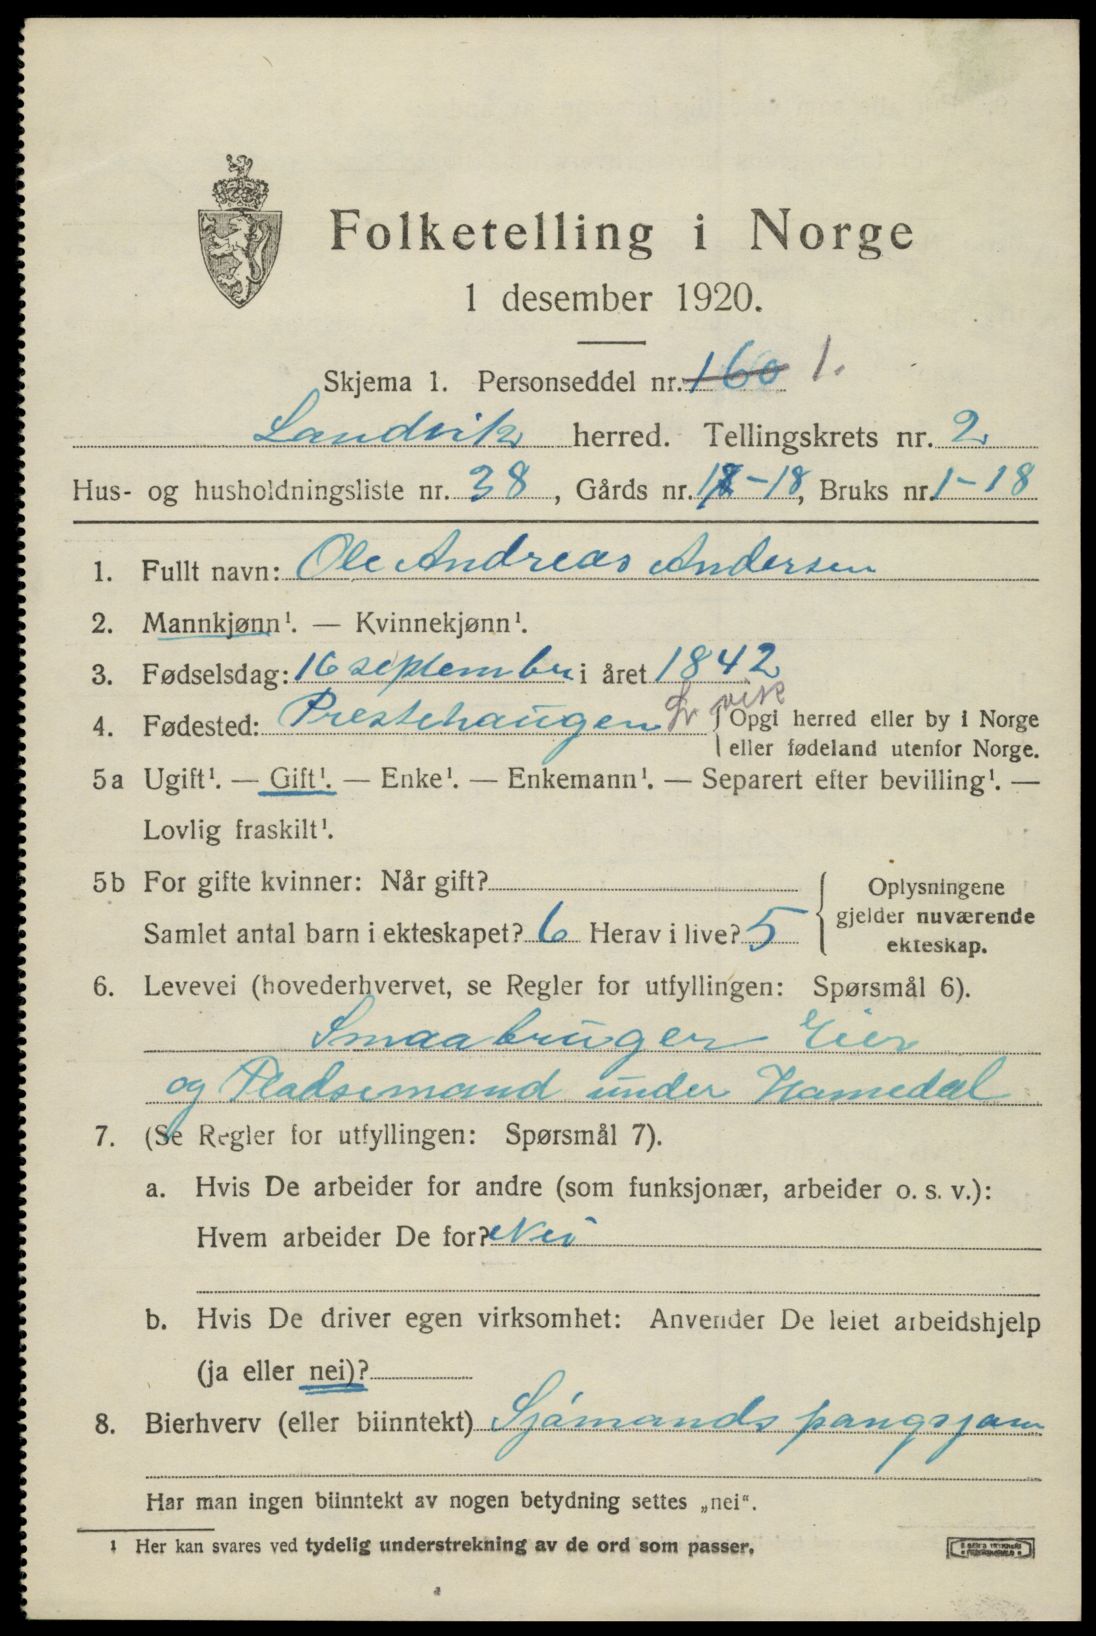 Folketelling i Norge
1 desember 1920.
Skjema 1. Personseddel nr. 160 1.
Landvik herred. Tellingskrets nr. 2
Hus- og husholdningsliste nr. 38, Gårds nr. 12-18, Bruks nr. 1-18
1. Fullt navn: Ole Andreas Andersen
2. Mannkjønn¹. — Kvinnekjønn¹.
3. Fødselsdag: 16 september i året 1842
4. Fødested: Prestehaugen L.vik { Opgi herred eller by i Norge
eller fødeland utenfor Norge.
5a Ugift¹. — Gift¹. — Enke¹. — Enkemann¹. — Separert efter bevilling¹. —
Lovlig fraskilt¹.
5b For gifte kvinner: Når gift? { Oplysningene
gjelder nuværende
ekteskap.
Samlet antal barn i ekteskapet? 6 Herav i live? 5
6. Levevei (hovederhvervet, se Regler for utfyllingen: Spørsmål 6).
Smaabruger Eier
og Pladsemand under Hamedal
7. (Se Regler for utfyllingen: Spørsmål 7).
a. Hvis De arbeider for andre (som funksjonær, arbeider o. s. v.):
Hvem arbeider De for? Nei
b. Hvis De driver egen virksomhet: Anvender De leiet arbeidshjelp
(ja eller nei)?
8. Bierhverv (eller biinntekt) Sjømands pangsjon
Har man ingen biinntekt av nogen betydning settes „nei".
1 Her kan svares ved tydelig understrekning av de ord som passer.